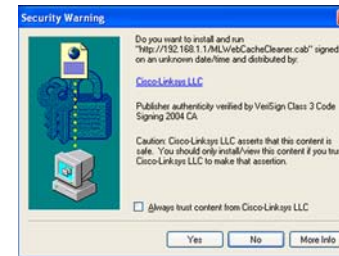 Security Warning
Do you want to install and run
"http://192.168.1.1/MLWebCacheCleaner.cab" signed
on an unknown date/time and distributed by:
Cisco-Linksys LLC
Publisher authenticity verified by VeriSign Class 3 Code
Signing 2004 CA
Caution: Cisco-Linksys LLC asserts that this content is
safe. You should only install/view this content if you tru
Cisco-Linksys LLC to make that assertion.
Always trust content from Cisco-Linksys LLC
Yes
No
More Info